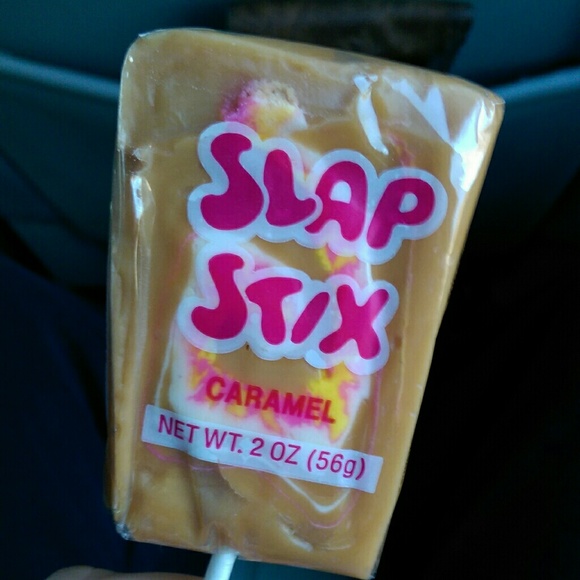 SLAP
STIX
CARAMEL
NET WT. 2 OZ (56g)